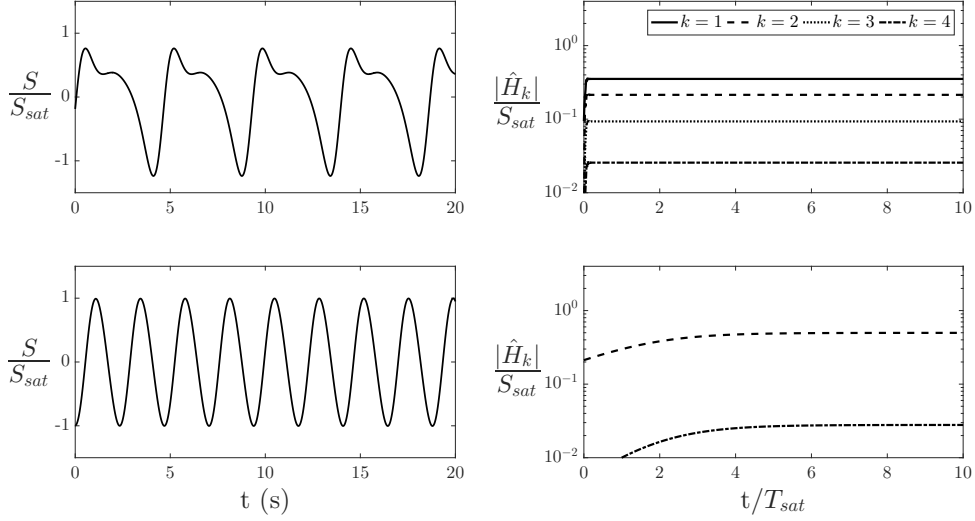 1
0
-1
S
S_sat
0
5
10
15
20
k = 1
k = 2
k = 3
k = 4
10^0
10^-1
10^-2
|Ĥ_k|
S_sat
0
2
4
6
8
10
1
0
-1
S
S_sat
0
5
10
15
20
t (s)
10^0
10^-1
10^-2
|Ĥ_k|
S_sat
0
2
4
6
8
10
t/T_sat